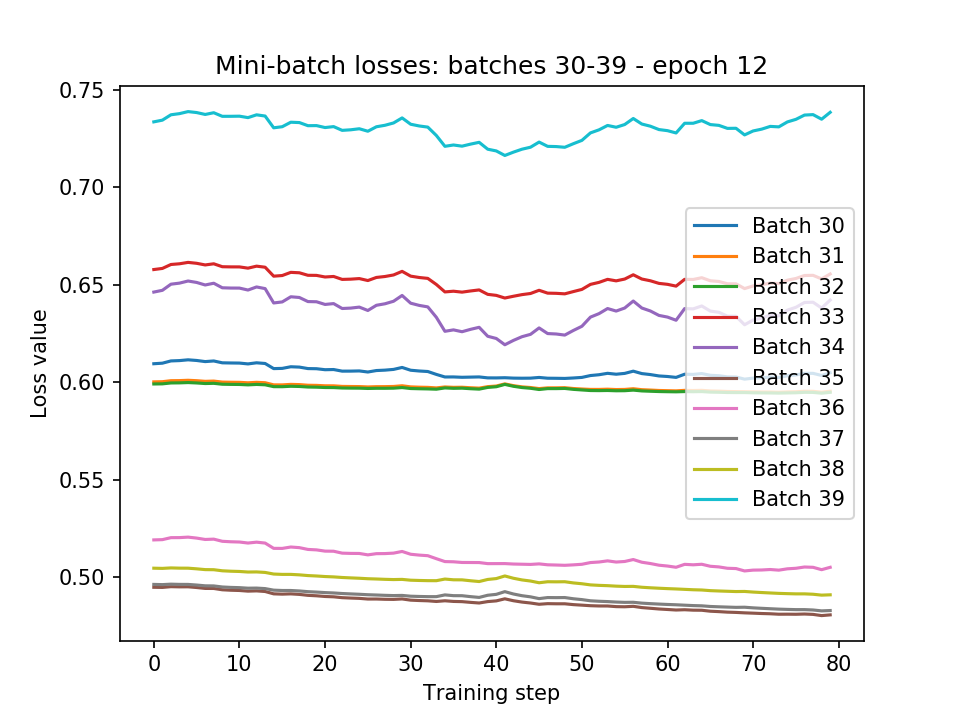 Mini-batch losses: batches 30-39 - epoch 12
0.75
0.70
0.65
0.60
0.55
0.50
Loss value
Batch 30
Batch 31
Batch 32
Batch 33
Batch 34
Batch 35
Batch 36
Batch 37
Batch 38
Batch 39
0 10 20 30 40 50 60 70 80
Training step